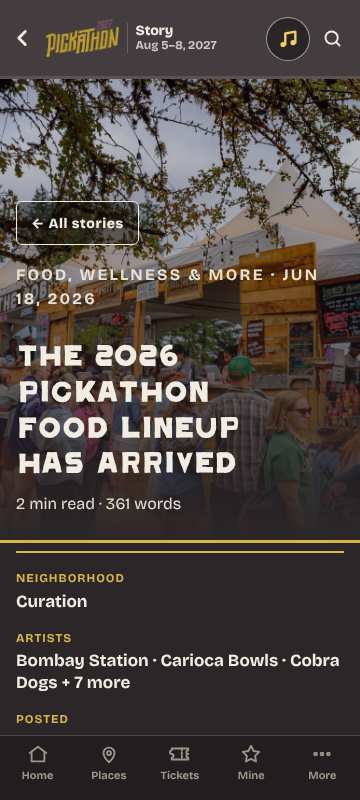 2027
PICKATHON
Story
Aug 5–8, 2027
← All stories
FOOD, WELLNESS & MORE · JUN
18, 2026
THE 2026
PICKATHON
FOOD LINEUP
HAS ARRIVED
2 min read · 361 words
NEIGHBORHOOD
Curation
ARTISTS
Bombay Station · Carioca Bowls · Cobra
Dogs + 7 more
POSTED
Home
Places
Tickets
Mine
More